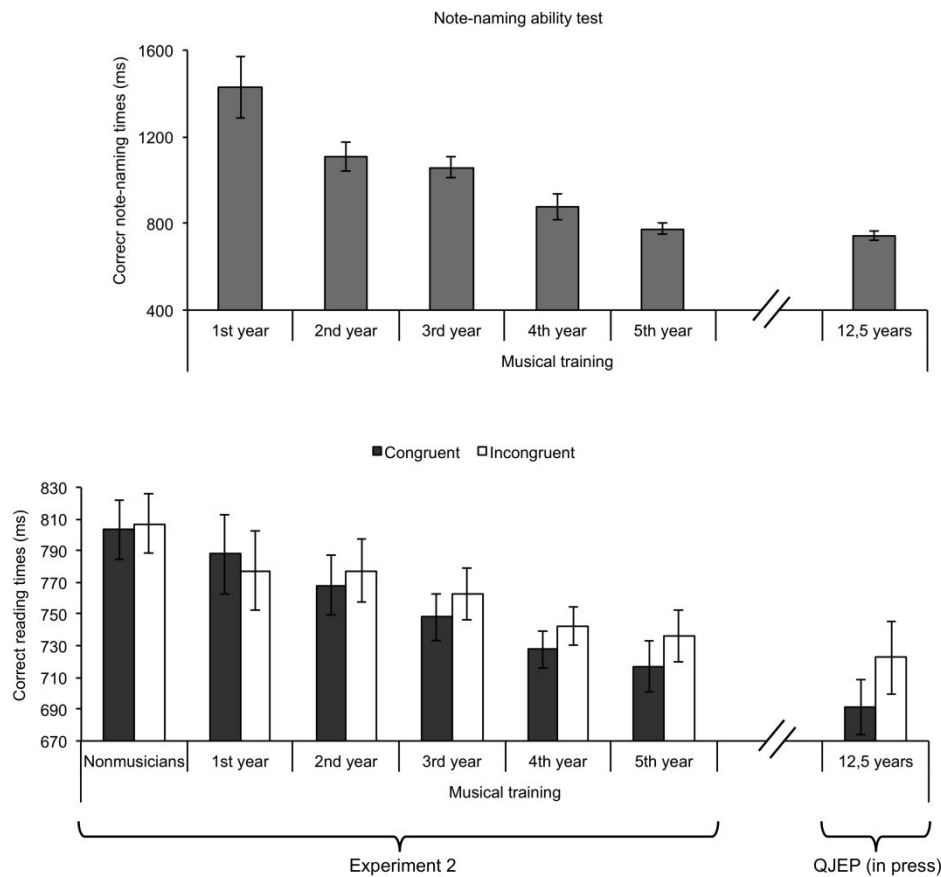 Note-naming ability test
Correcr note-naming times (ms)
1600
1200
800
400
1st year 2nd year 3rd year 4th year 5th year 12,5 years
Musical training
Congruent Incongruent
Correct reading times (ms)
830
810
790
770
750
730
710
690
670
Nonmusicians 1st year 2nd year 3rd year 4th year 5th year 12,5 years
Musical training
Experiment 2 QJEP (in press)